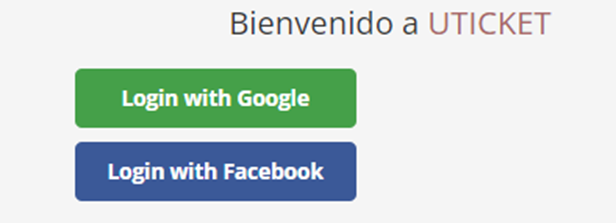 Bienvenido a UTICKET
Login with Google
Login with Facebook